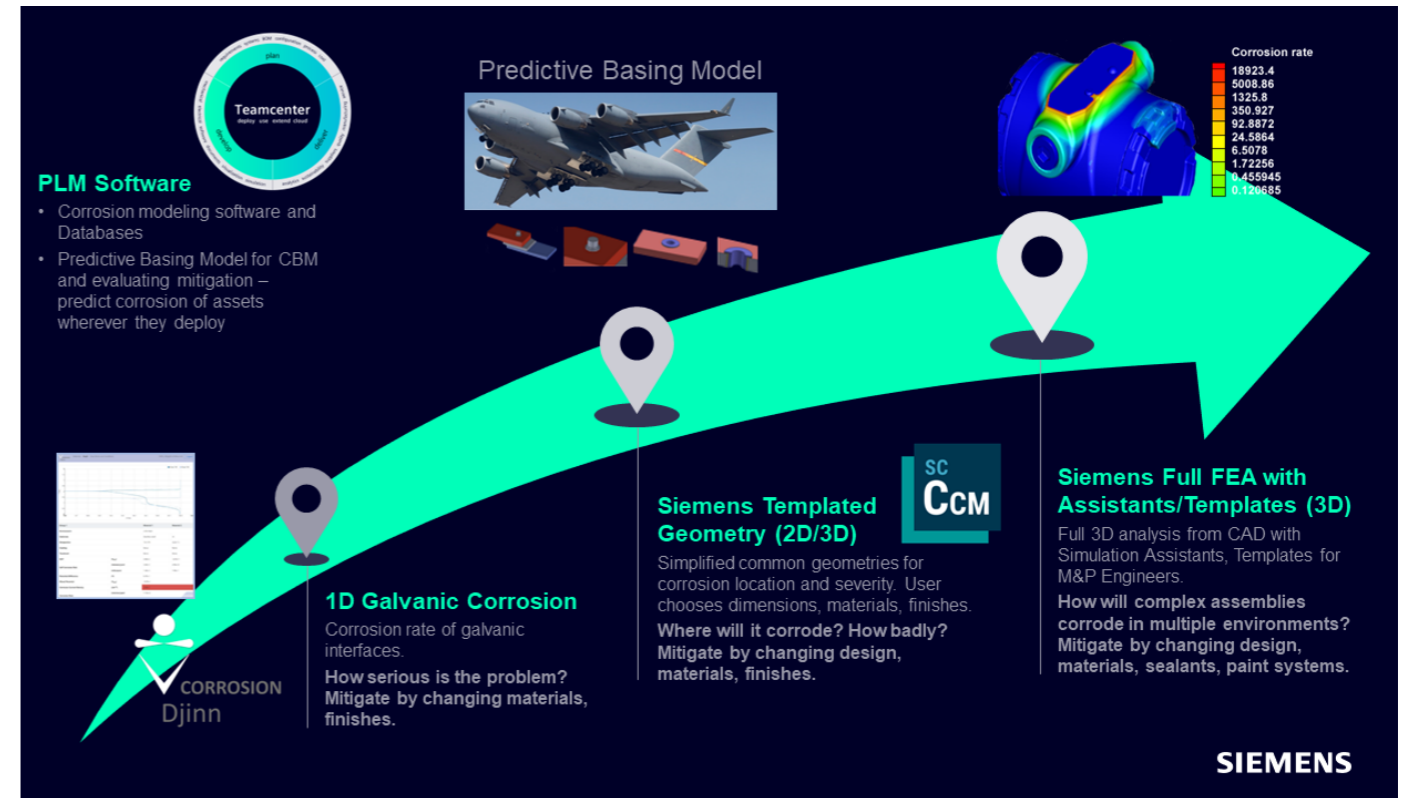 plan
Teamcenter
deploy use extend cloud
develop
deliver
Predictive Basing Model
Corrosion rate
18923.4
5008.86
1325.8
350.927
92.8872
24.5864
6.5078
1.72256
0.455945
0.120685
PLM Software
• Corrosion modeling software and
Databases
• Predictive Basing Model for CBM
and evaluating mitigation –
predict corrosion of assets
wherever they deploy
CORROSION
Djinn
1D Galvanic Corrosion
Corrosion rate of galvanic
interfaces.
How serious is the problem?
Mitigate by changing materials,
finishes.
SC
CCM
Siemens Templated
Geometry (2D/3D)
Simplified common geometries for
corrosion location and severity. User
chooses dimensions, materials, finishes.
Where will it corrode? How badly?
Mitigate by changing design,
materials, finishes.
Siemens Full FEA with
Assistants/Templates (3D)
Full 3D analysis from CAD with
Simulation Assistants, Templates for
M&P Engineers.
How will complex assemblies
corrode in multiple environments?
Mitigate by changing design,
materials, sealants, paint systems.
SIEMENS